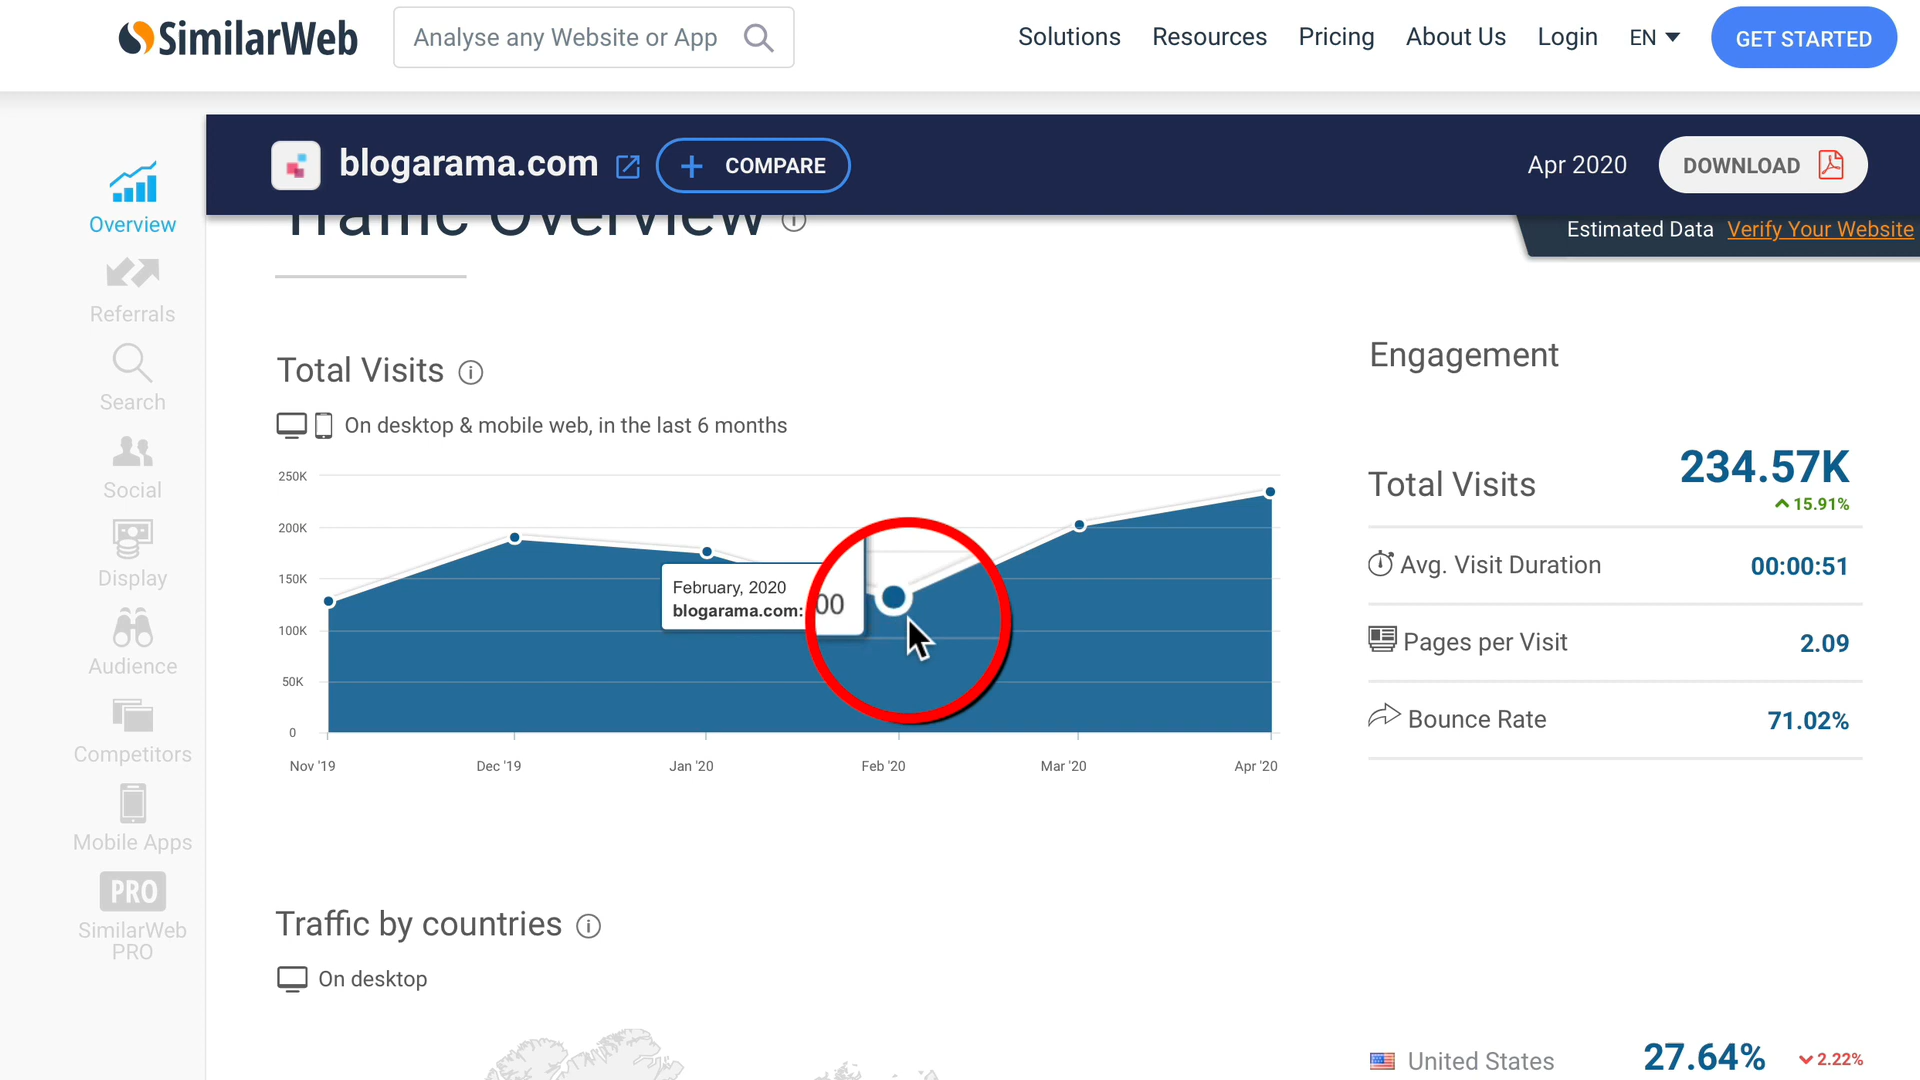 SimilarWeb
Analyse any Website or App
Solutions
Resources
Pricing
About Us
Login
EN
GET STARTED
blogarama.com
+ COMPARE
Apr 2020
DOWNLOAD
Overview
Traffic Overview
Estimated Data Verify Your Website
Referrals
Search
Social
Display
Audience
Competitors
Mobile Apps
PRO
SimilarWeb
PRO
Total Visits
On desktop & mobile web, in the last 6 months
250K
200K
150K
100K
50K
0
February, 2020
blogarama.com: 00
Nov '19
Dec '19
Jan '20
Feb '20
Mar '20
Apr '20
Engagement
Total Visits
234.57K
15.91%
Avg. Visit Duration
00:00:51
Pages per Visit
2.09
Bounce Rate
71.02%
Traffic by countries
On desktop
United States
27.64%
2.22%